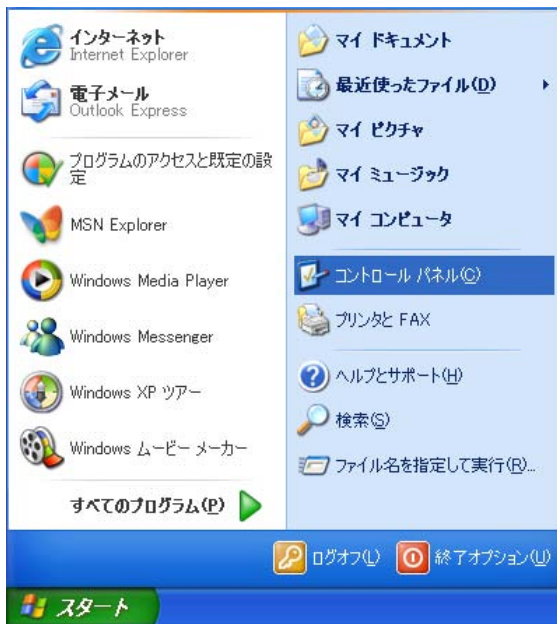 インターネット
Internet Explorer
電子メール
Outlook Express
プログラムのアクセスと既定の設
定
MSN Explorer
Windows Media Player
Windows Messenger
Windows XP ツアー
Windows ムービー メーカー
すべてのプログラム(P)
マイ ドキュメント
最近使ったファイル(D)
マイ ピクチャ
マイ ミュージック
マイ コンピュータ
コントロール パネル(C)
プリンタと FAX
ヘルプとサポート(H)
検索(S)
ファイル名を指定して実行(R)...
ログオフ(L)
終了オプション(U)
スタート